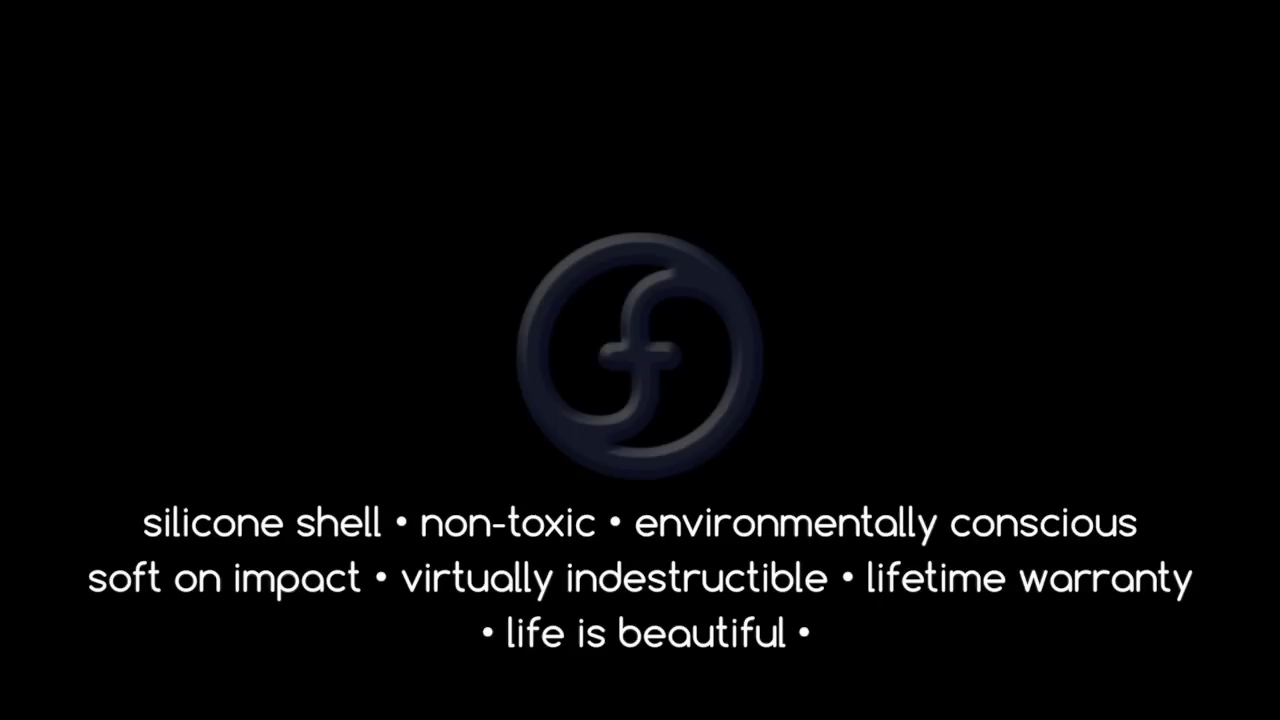 f
silicone shell • non-toxic • environmentally conscious
soft on impact • virtually indestructible • lifetime warranty
• life is beautiful •